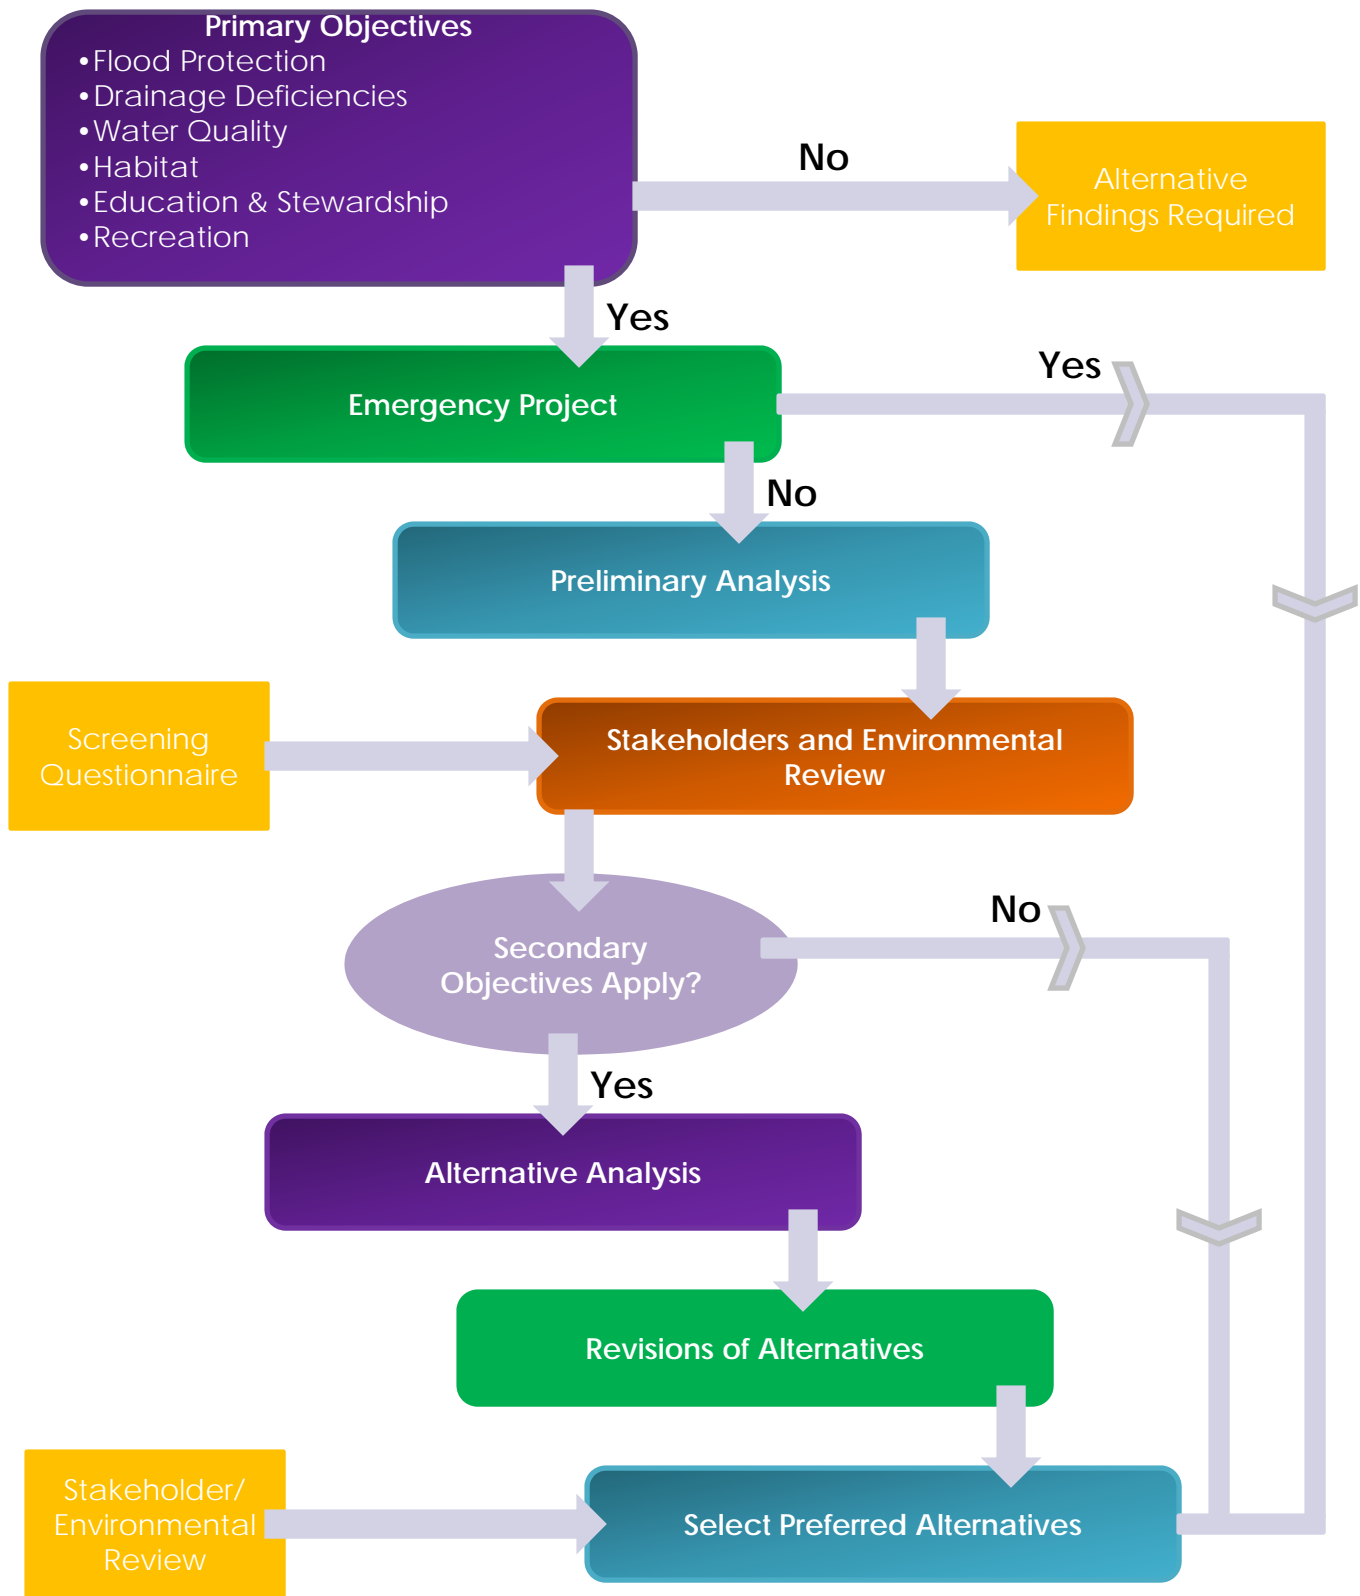 Primary Objectives
•Flood Protection
•Drainage Deficiencies
•Water Quality
•Habitat
•Education & Stewardship
•Recreation
No
Alternative
Findings Required
Yes
Emergency Project
Yes
No
Preliminary Analysis
Screening
Questionnaire
Stakeholders and Environmental
Review
Secondary
Objectives Apply?
No
Yes
Alternative Analysis
Revisions of Alternatives
Stakeholder/
Environmental
Review
Select Preferred Alternatives